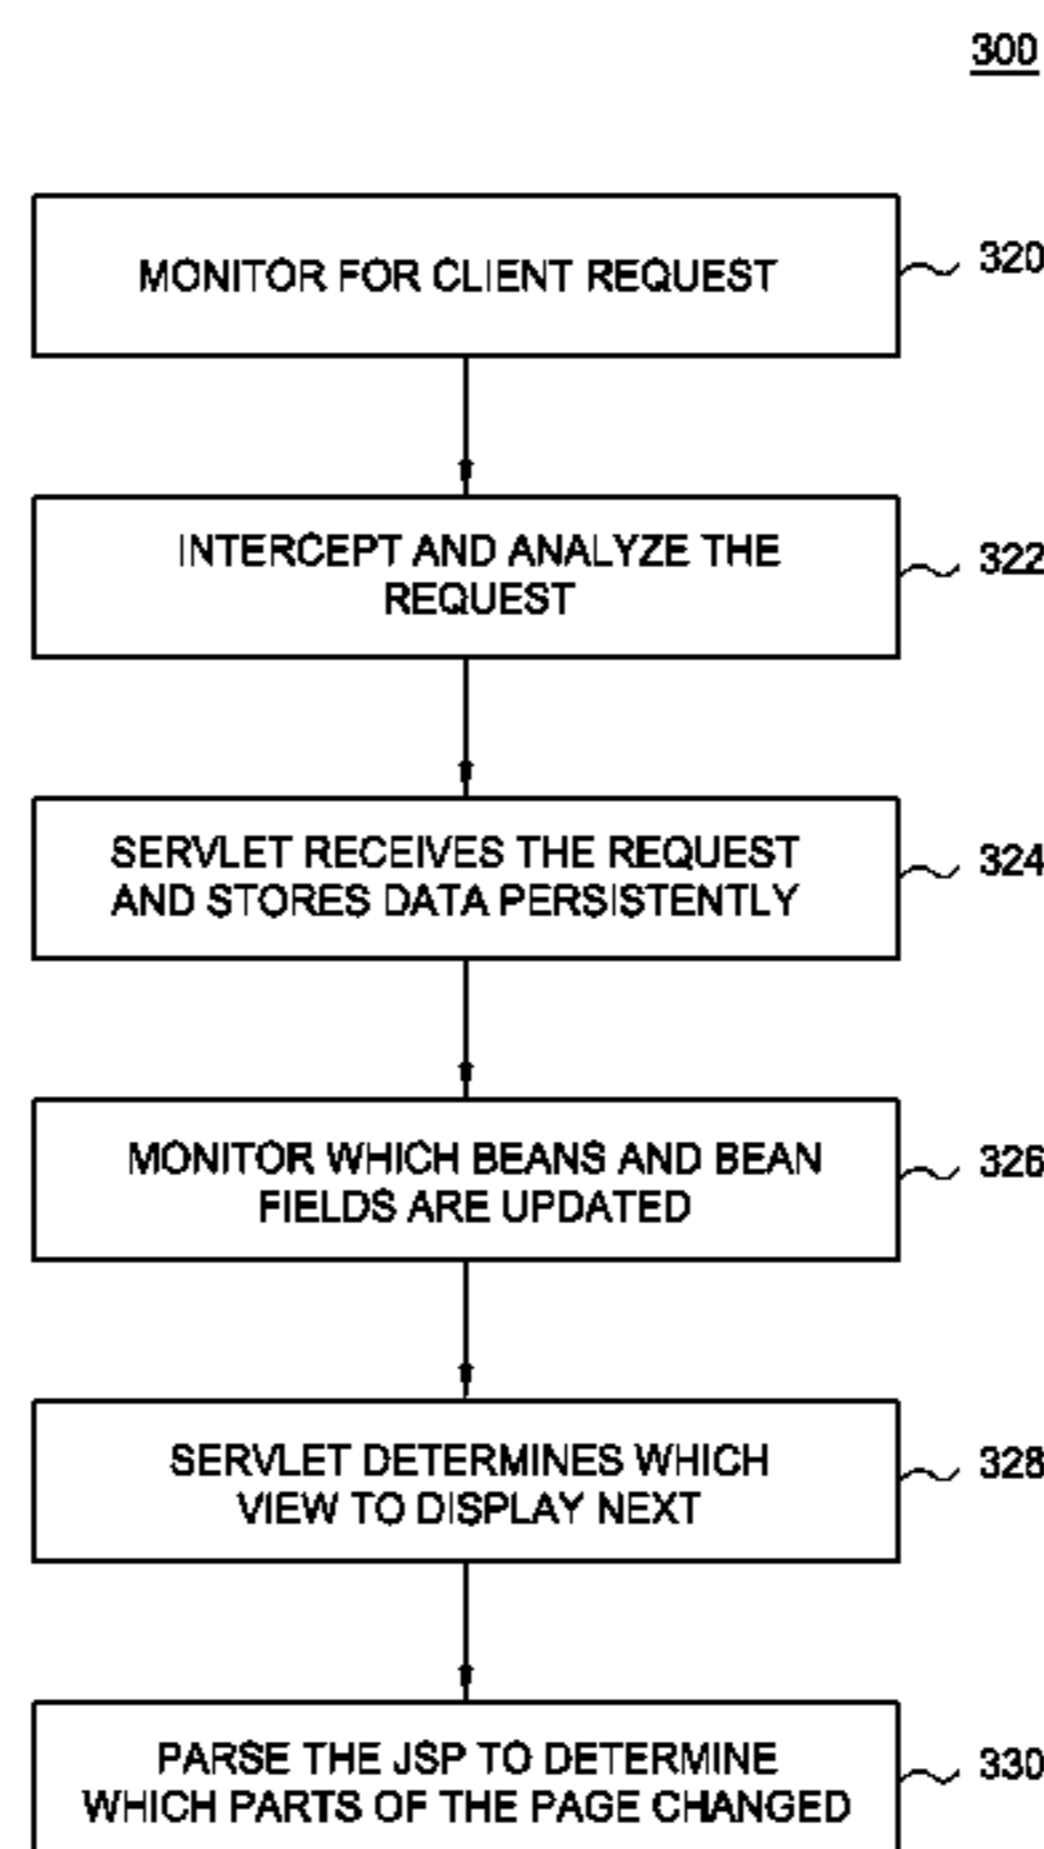 300
MONITOR FOR CLIENT REQUEST
320
INTERCEPT AND ANALYZE THE
REQUEST
322
SERVLET RECEIVES THE REQUEST
AND STORES DATA PERSISTENTLY
324
MONITOR WHICH BEANS AND BEAN
FIELDS ARE UPDATED
326
SERVLET DETERMINES WHICH
VIEW TO DISPLAY NEXT
328
PARSE THE JSP TO DETERMINE
WHICH PARTS OF THE PAGE CHANGED
330